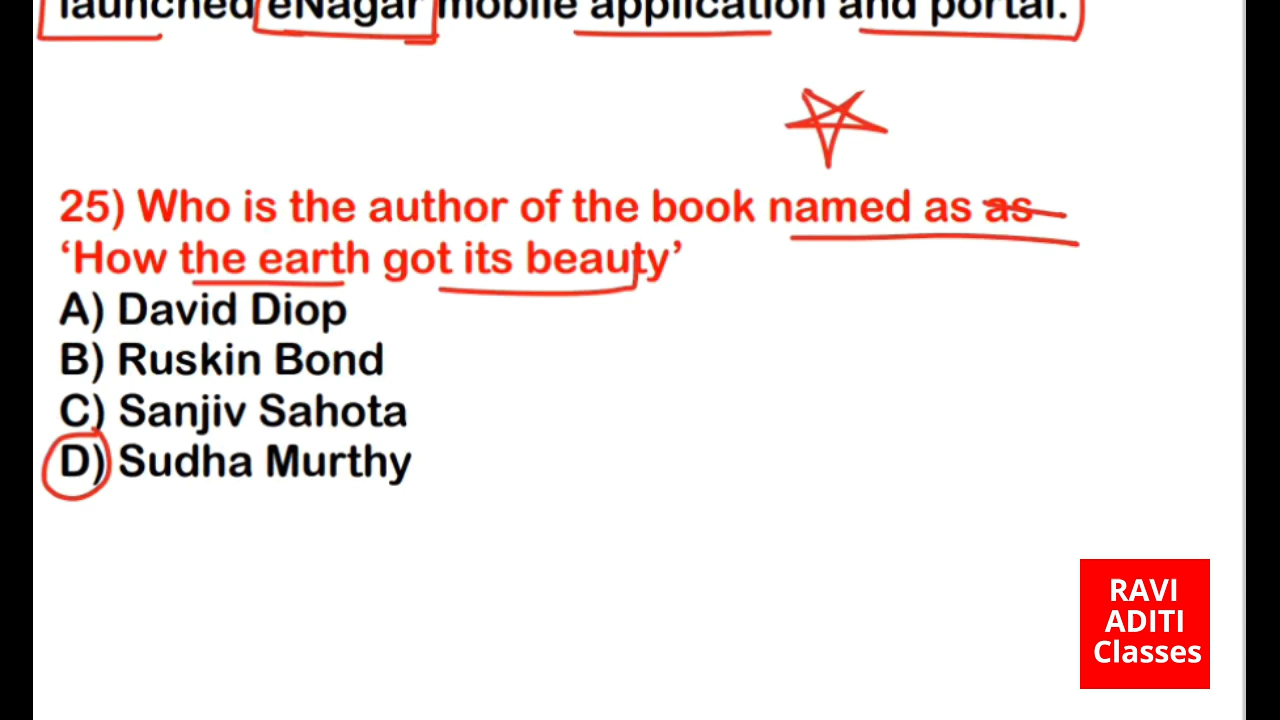 launched eNagar mobile application and portal.
25) Who is the author of the book named as as
‘How the earth got its beauty’
A) David Diop
B) Ruskin Bond
C) Sanjiv Sahota
D) Sudha Murthy
RAVI
ADITI
Classes